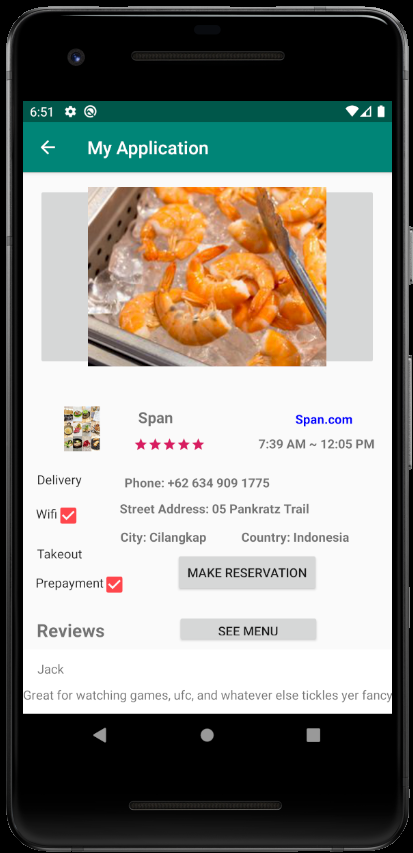 6:51
My Application
Span
Span.com
7:39 AM ~ 12:05 PM
Delivery
Phone: +62 634 909 1775
Wifi
Street Address: 05 Pankratz Trail
City: Cilangkap
Country: Indonesia
Takeout
MAKE RESERVATION
Prepayment
Reviews
SEE MENU
Jack
Great for watching games, ufc, and whatever else tickles yer fancy